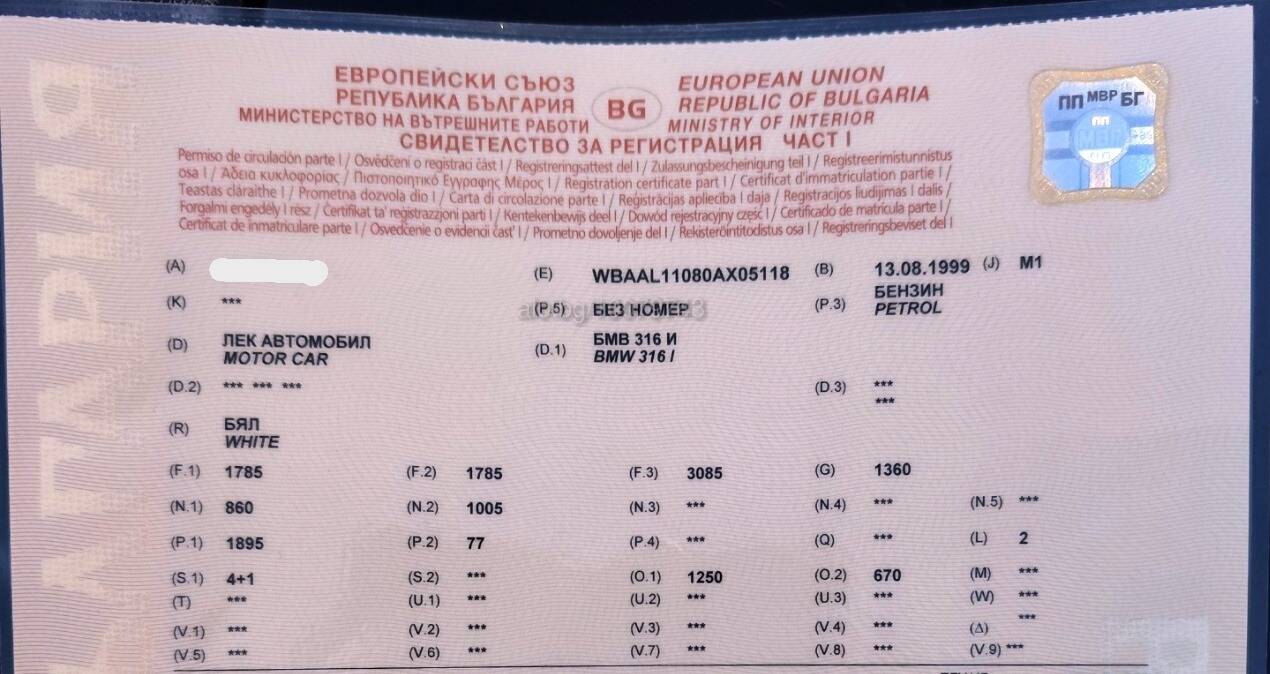 ЕВРОПЕЙСКИ СЪЮЗ EUROPEAN UNION
РЕПУБЛИКА БЪЛГАРИЯ BG REPUBLIC OF BULGARIA
МИНИСТЕРСТВО НА ВЪТРЕШНИТЕ РАБОТИ MINISTRY OF INTERIOR
СВИДЕТЕЛСТВО ЗА РЕГИСТРАЦИЯ ЧАСТ I
ПП МВР БГ
ПП
МВР
Permiso de circulación parte I / Osvědčení o registraci část I / Registreringsattest del I / Zulassungsbescheinigung teil I / Registreerimistunnistus
osa I / Άδεια κυκλοφορίας / Πιστοποιητικό Εγγραφης Μερος I / Registration certificate part I / Certificat d'immatriculation partie I /
Teastas cláraithe I / Prometna dozvola dio I / Carta di circolazione parte I / Reģistrācijas apliecība I daļa / Registracijos liudijimas I dalis /
Forgalmi engedély I rész / Ċertifikat ta' reġistrazzjoni parti I / Kentekenbewijs deel I / Dowód rejestracyjny część I / Certificado de matrícula parte I /
Certificat de inmatriculare parte I / Osvedčenie o evidencii časť I / Prometno dovoljenje del I / Rekisteröintitodistus osa I / Registreringsbeviset del I
(A) (E) WBAAL11080AX05118 (B) 13.08.1999 (J) M1
(K) *** (P.5) БЕЗ НОМЕР (P.3) БЕНЗИН
PETROL
(D) ЛЕК АВТОМОБИЛ (D.1) БМВ 316 И
MOTOR CAR BMW 316 I
(D.2) *** *** *** (D.3) ***
***
(R) БЯЛ
WHITE
(F.1) 1785 (F.2) 1785 (F.3) 3085 (G) 1360
(N.1) 860 (N.2) 1005 (N.3) *** (N.4) *** (N.5) ***
(P.1) 1895 (P.2) 77 (P.4) *** (Q) *** (L) 2
(S.1) 4+1 (S.2) *** (O.1) 1250 (O.2) 670 (M) ***
(T) *** (U.1) *** (U.2) *** (U.3) *** (W) ***
(V.1) *** (V.2) *** (V.3) *** (V.4) *** (Δ) ***
(V.5) *** (V.6) *** (V.7) *** (V.8) *** (V.9) ***